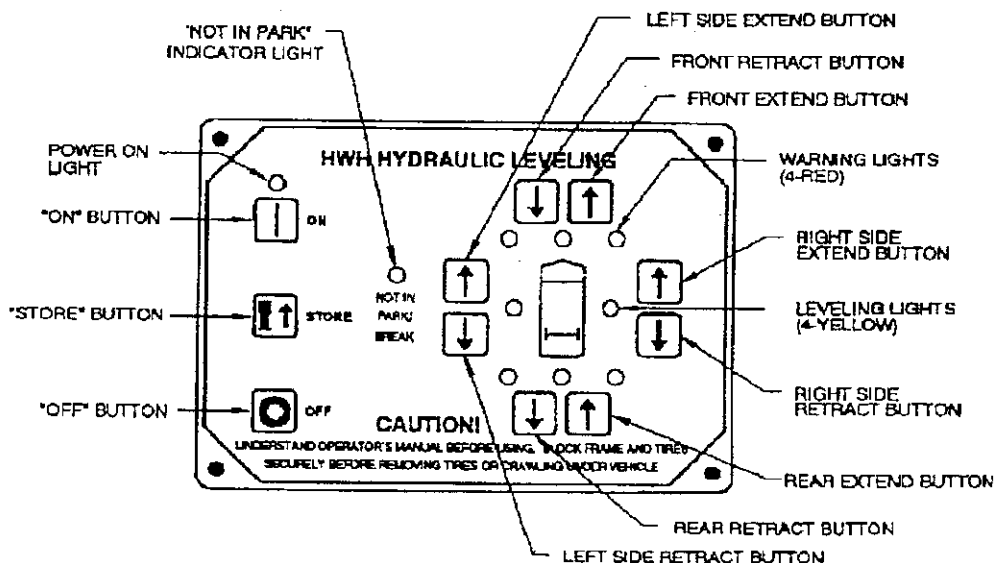 LEFT SIDE EXTEND BUTTON
"NOT IN PARK"
INDICATOR LIGHT
FRONT RETRACT BUTTON
FRONT EXTEND BUTTON
POWER ON
LIGHT
HWH HYDRAULIC LEVELING
WARNING LIGHTS
(4-RED)
"ON" BUTTON
ON
RIGHT SIDE
EXTEND BUTTON
"STORE" BUTTON
STORE
NOT IN
PARK/
BREAK
LEVELING LIGHTS
(4-YELLOW)
RIGHT SIDE
RETRACT BUTTON
"OFF" BUTTON
OFF
CAUTION!
UNDERSTAND OPERATOR'S MANUAL BEFORE USING. BLOCK FRAME AND TIRES
SECURELY BEFORE REMOVING TIRES OR CRAWLING UNDER VEHICLE
REAR EXTEND BUTTON
REAR RETRACT BUTTON
LEFT SIDE RETRACT BUTTON